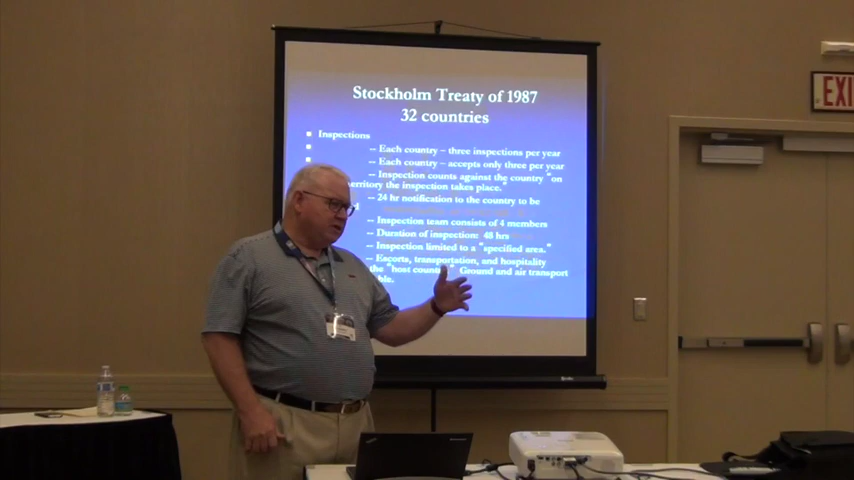 Stockholm Treaty of 1987
32 countries
Inspections
-- Each country – three inspections per year
-- Each country – accepts only three per year
-- Inspection counts against the country "on
territory the inspection takes place."
-- 24 hr notification to the country to be
-- Inspection team consists of 4 members
-- Duration of inspection: 48 hrs
-- Inspection limited to a "specified area."
-- Escorts, transportation, and hospitality
the "host country" Ground and air transport
EXI